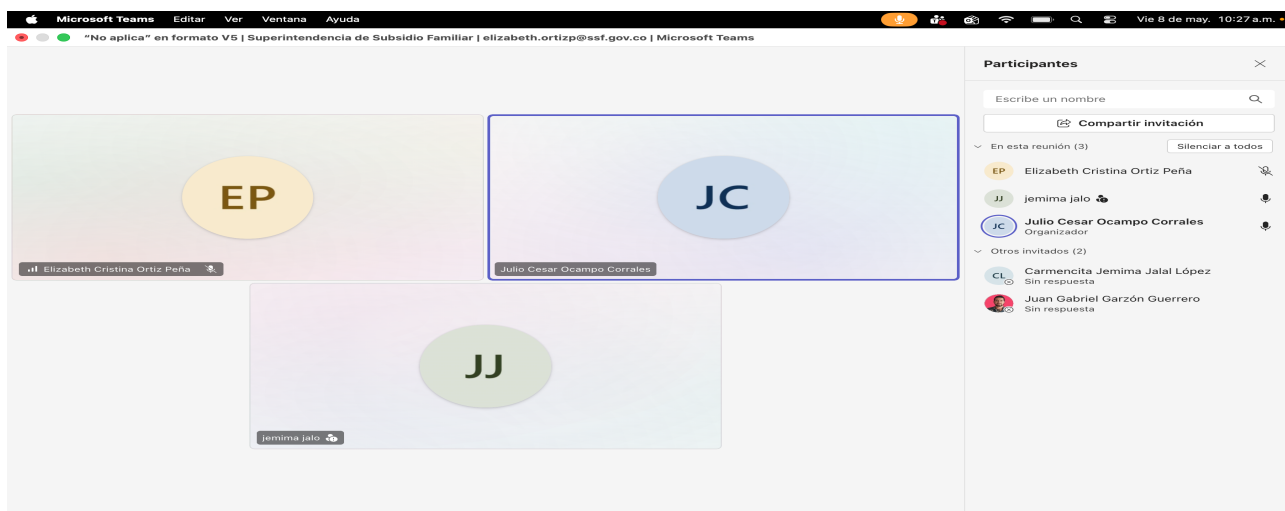 Microsoft Teams Editar Ver Ventana Ayuda Vie 8 de may. 10:27 a.m.
"No aplica" en formato V5 | Superintendencia de Subsidio Familiar | elizabeth.ortizp@ssf.gov.co | Microsoft Teams
EP
Elizabeth Cristina Ortiz Peña
JC
Julio Cesar Ocampo Corrales
JJ
jemima jalo
Participantes
Escribe un nombre
Compartir invitación
En esta reunión (3) Silenciar a todos
EP Elizabeth Cristina Ortiz Peña
JJ jemima jalo
JC Julio Cesar Ocampo Corrales
Organizador
Otros invitados (2)
CL Carmencita Jemima Jalal López
Sin respuesta
Juan Gabriel Garzón Guerrero
Sin respuesta